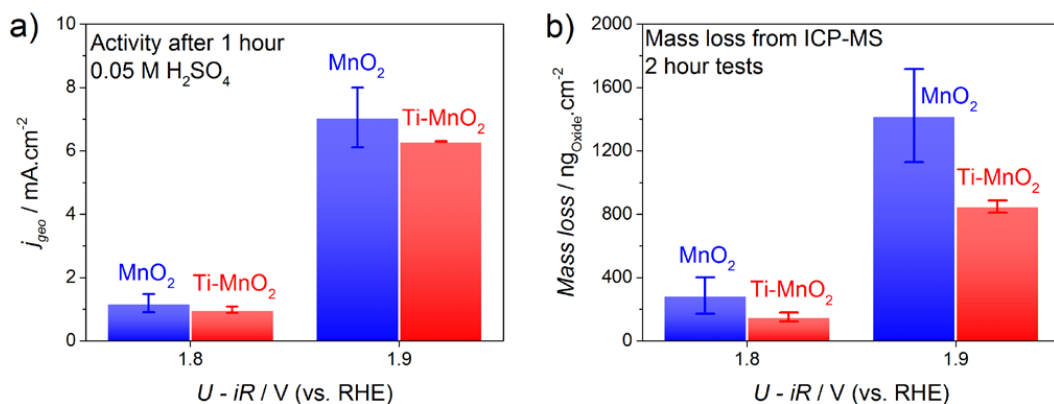 a)
Activity after 1 hour
0.05 M H₂SO₄
MnO₂
Ti-MnO₂
MnO₂
Ti-MnO₂
10
8
6
4
2
0
j_geo / mA.cm⁻²
1.8
1.9
U - iR / V (vs. RHE)
b)
Mass loss from ICP-MS
2 hour tests
MnO₂
Ti-MnO₂
MnO₂
Ti-MnO₂
2000
1600
1200
800
400
0
Mass loss / ng_Oxide.cm⁻²
1.8
1.9
U - iR / V (vs. RHE)